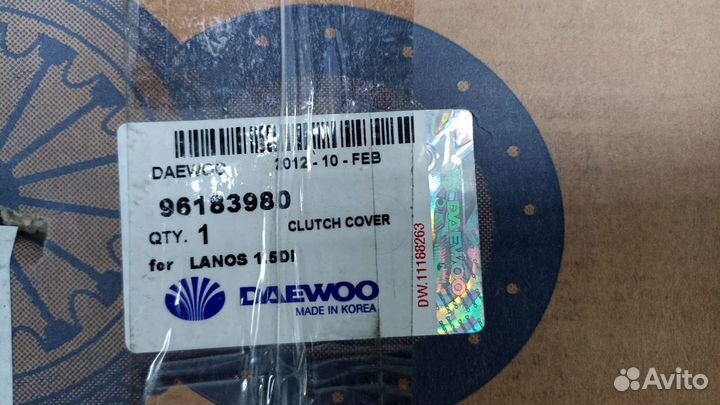 DAEWOO 2012-10-FEB
96183980
QTY. 1 CLUTCH COVER
for LANOS 1.5DI
DAEWOO
MADE IN KOREA
DW.11188263
DAEWOO
Avito